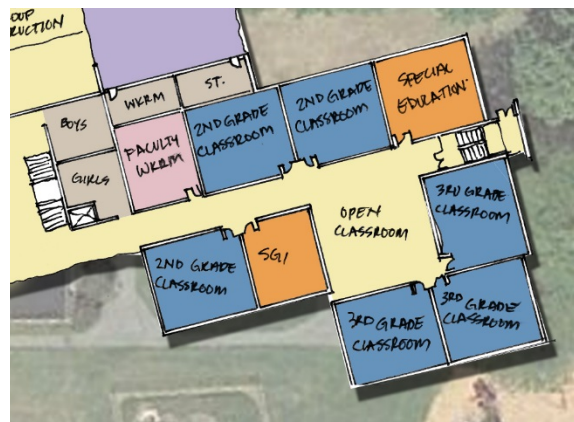 OUP
RUCTION
BOYS
GIRLS
WKRM
ST.
FACULTY
WKRM
2ND GRADE
CLASSROOM
2ND GRADE
CLASSROOM
SPECIAL
EDUCATION
OPEN
CLASSROOM
3RD GRADE
CLASSROOM
2ND GRADE
CLASSROOM
SGI
3RD GRADE
CLASSROOM
3RD GRADE
CLASSROOM